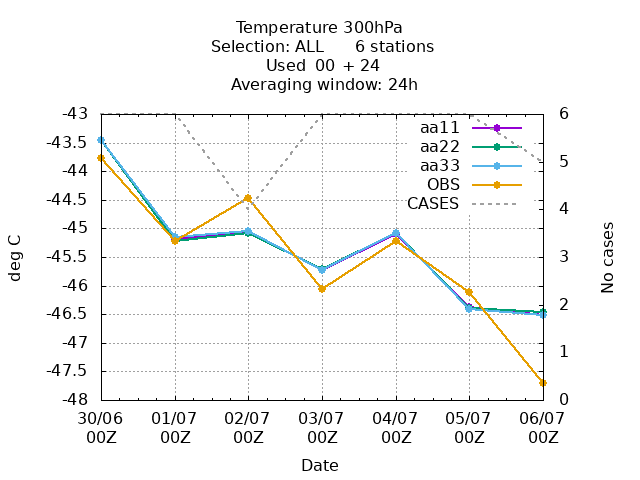 Temperature 300hPa
Selection: ALL 6 stations
Used 00 + 24
Averaging window: 24h
-43
-43.5
-44
-44.5
-45
-45.5
-46
-46.5
-47
-47.5
-48
deg C
6
5
4
3
2
1
0
No cases
aa11
aa22
aa33
OBS
CASES
30/06 01/07 02/07 03/07 04/07 05/07 06/07
00Z 00Z 00Z 00Z 00Z 00Z 00Z
Date